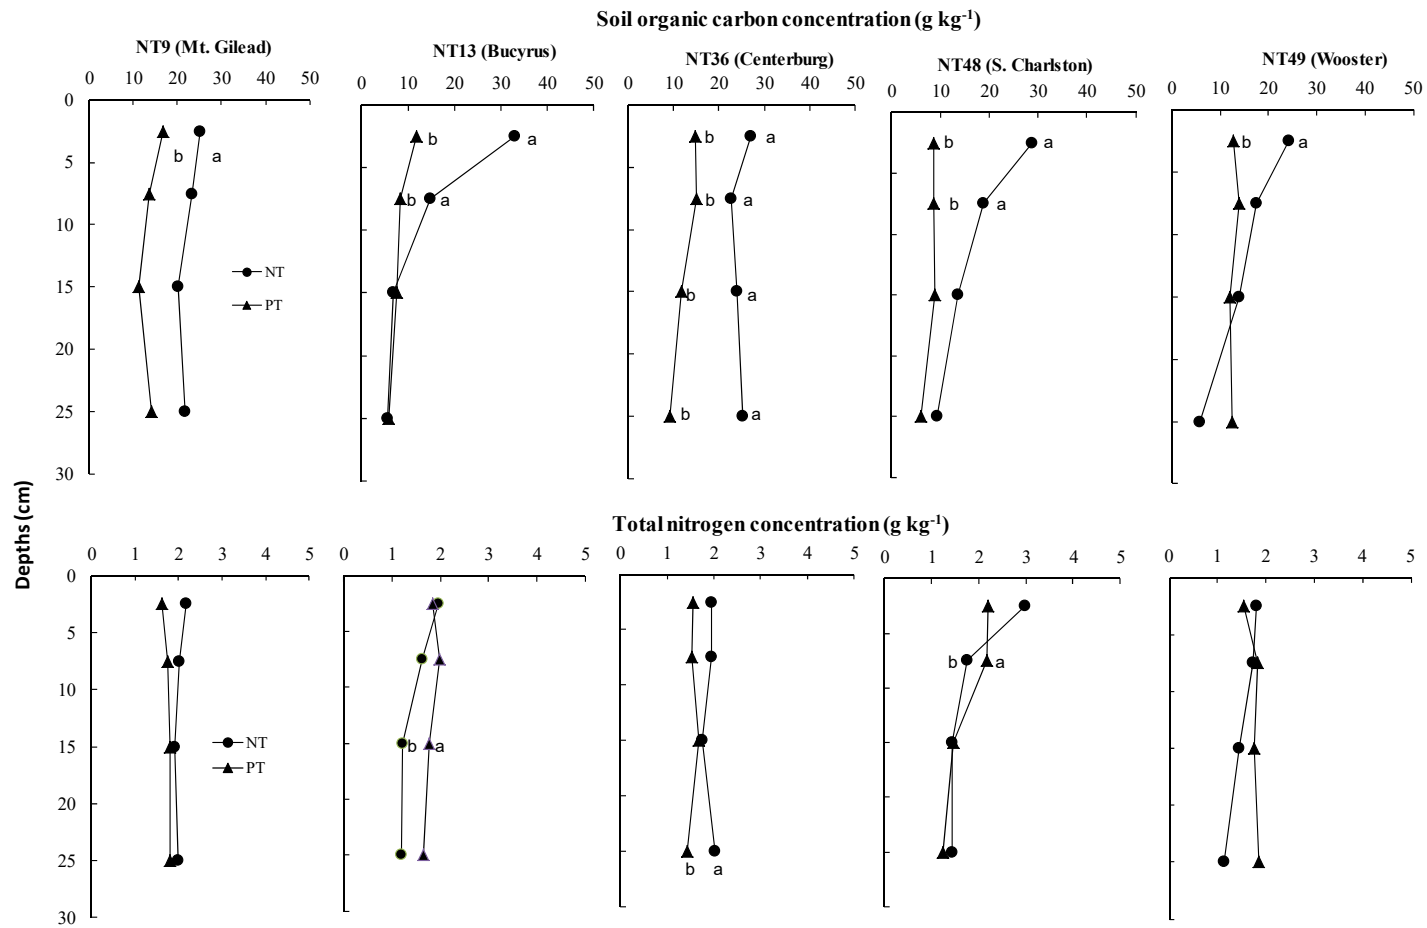 Soil organic carbon concentration (g kg-1)
NT9 (Mt. Gilead)
NT13 (Bucyrus)
NT36 (Centerburg)
NT48 (S. Charlston)
NT49 (Wooster)
0 10 20 30 40 50
0 10 20 30 40 50
0 10 20 30 40 50
0 10 20 30 40 50
0 10 20 30 40 50
0
5
10
15
20
25
30
b a
NT
PT
b a
b a
b a
b a
b a
b a
b a
b a
b a
Depths (cm)
Total nitrogen concentration (g kg-1)
0 1 2 3 4 5
0 1 2 3 4 5
0 1 2 3 4 5
0 1 2 3 4 5
0 1 2 3 4 5
0
5
10
15
20
25
30
NT
PT
b a
b a
b a